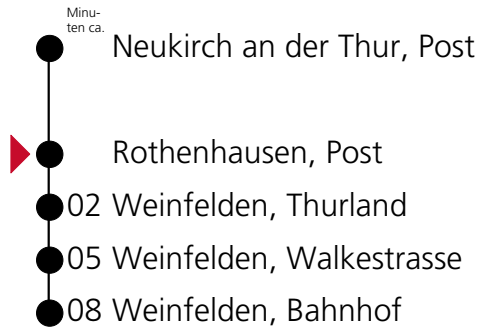 Minu-
ten ca.
Neukirch an der Thur, Post
Rothenhausen, Post
02 Weinfelden, Thurland
05 Weinfelden, Walkestrasse
08 Weinfelden, Bahnhof